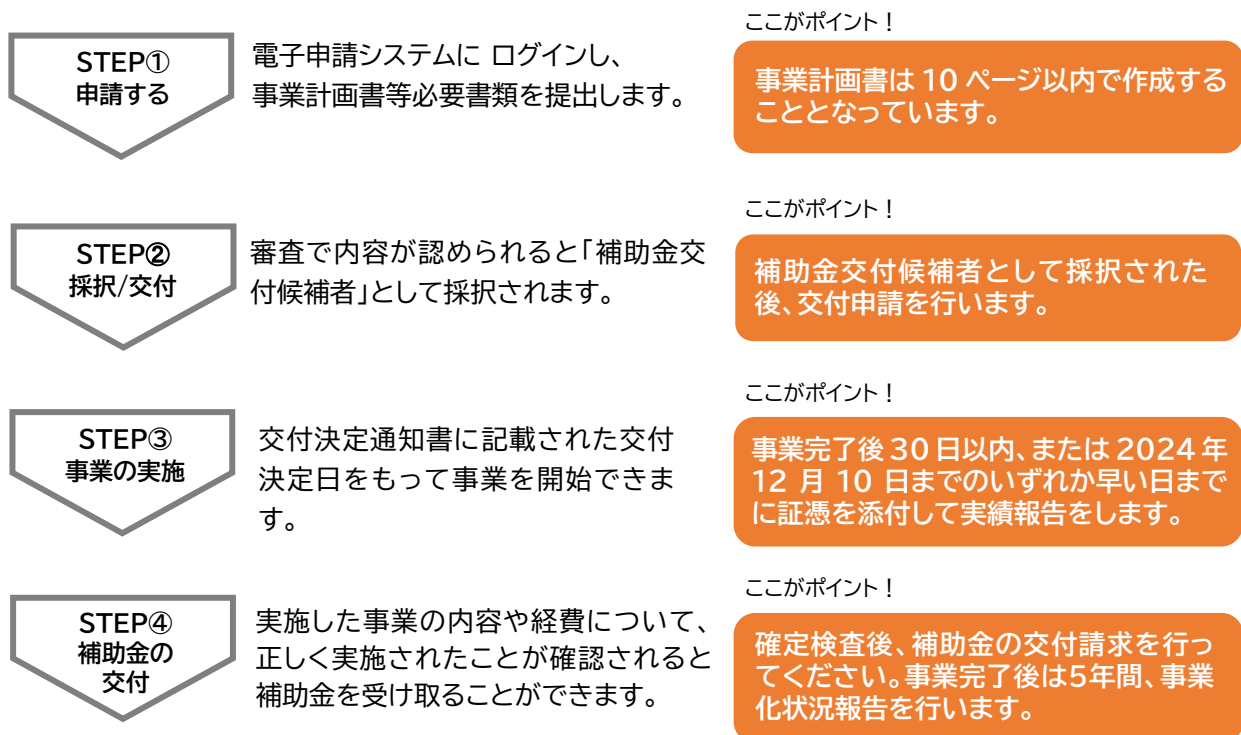 STEP①
申請する
電子申請システムに ログインし、
事業計画書等必要書類を提出します。
ここがポイント！
事業計画書は 10 ページ以内で作成する
こととなっています。
STEP②
採択/交付
審査で内容が認められると「補助金交
付候補者」として採択されます。
ここがポイント！
補助金交付候補者として採択された
後、交付申請を行います。
STEP③
事業の実施
交付決定通知書に記載された交付
決定日をもって事業を開始できま
す。
ここがポイント！
事業完了後 30 日以内、または 2024 年
12 月 10 日までのいずれか早い日まで
に証憑を添付して実績報告をします。
STEP④
補助金の
交付
実施した事業の内容や経費について、
正しく実施されたことが確認されると
補助金を受け取ることができます。
ここがポイント！
確定検査後、補助金の交付請求を行っ
てください。事業完了後は5年間、事業
化状況報告を行います。